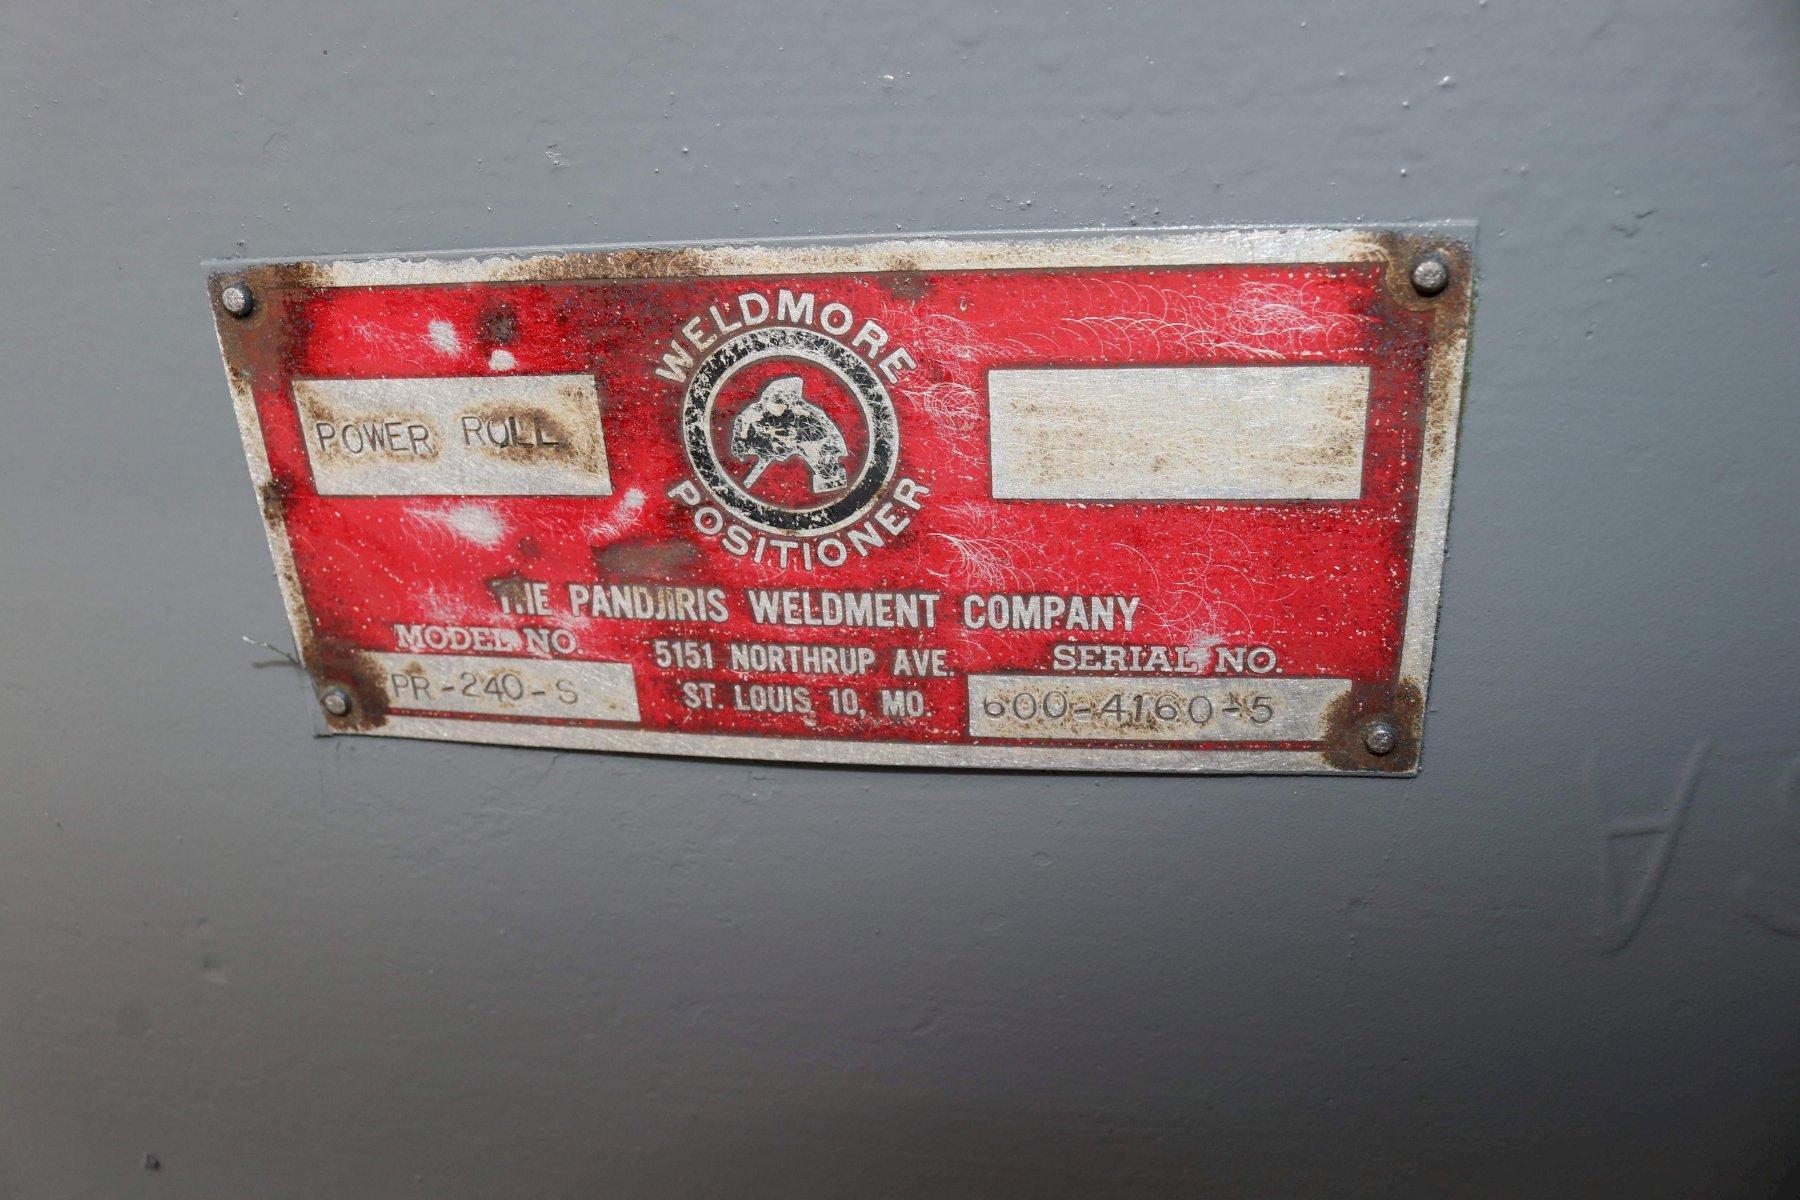 WELDMORE
POSITIONER
POWER ROLL
THE PANDJIRIS WELDMENT COMPANY
MODEL NO.
5151 NORTHRUP AVE.
SERIAL NO.
PR-240-S
ST. LOUIS 10, MO.
600-4160-5